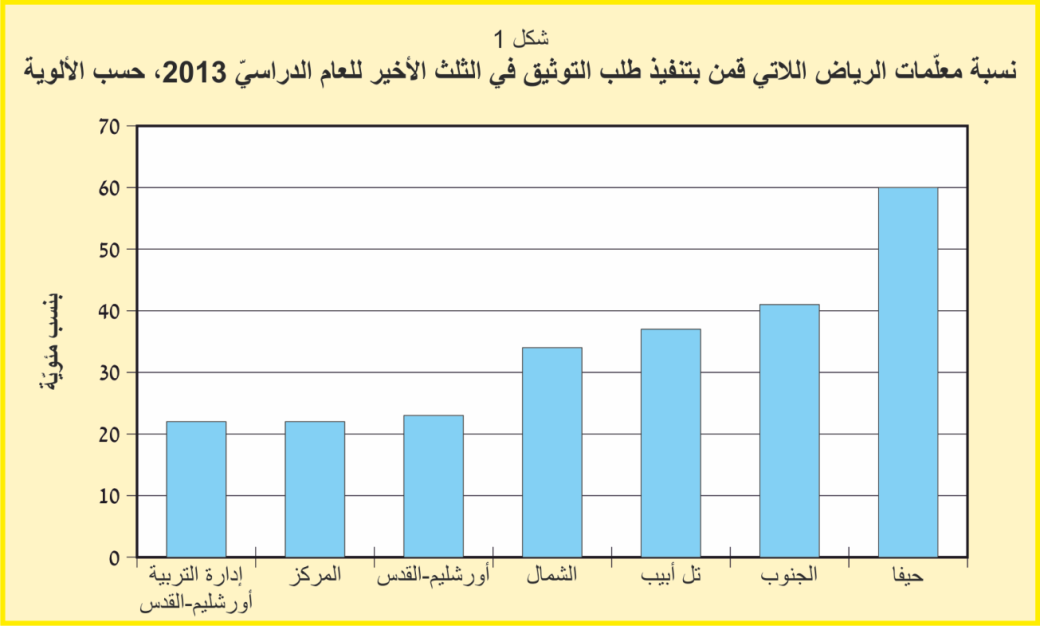 شكل 1
نسبة معلّمات الرياض اللاتي قمن بتنفيذ طلب التوثيق في الثلث الأخير للعام الدراسيّ 2013، حسب الألوية
بنسب مئويّة
70
60
50
40
30
20
10
0
إدارة التربية أورشليم-القدس
المركز
أورشليم-القدس
الشمال
تل أبيب
الجنوب
حيفا